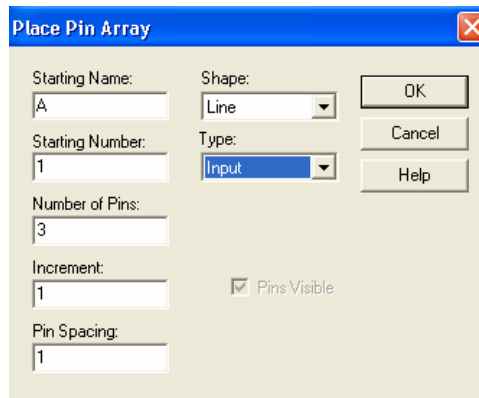 Place Pin Array
Starting Name:
A
Starting Number:
1
Number of Pins:
3
Increment:
1
Pin Spacing:
1
Shape:
Line
Type:
Input
Pins Visible
OK
Cancel
Help